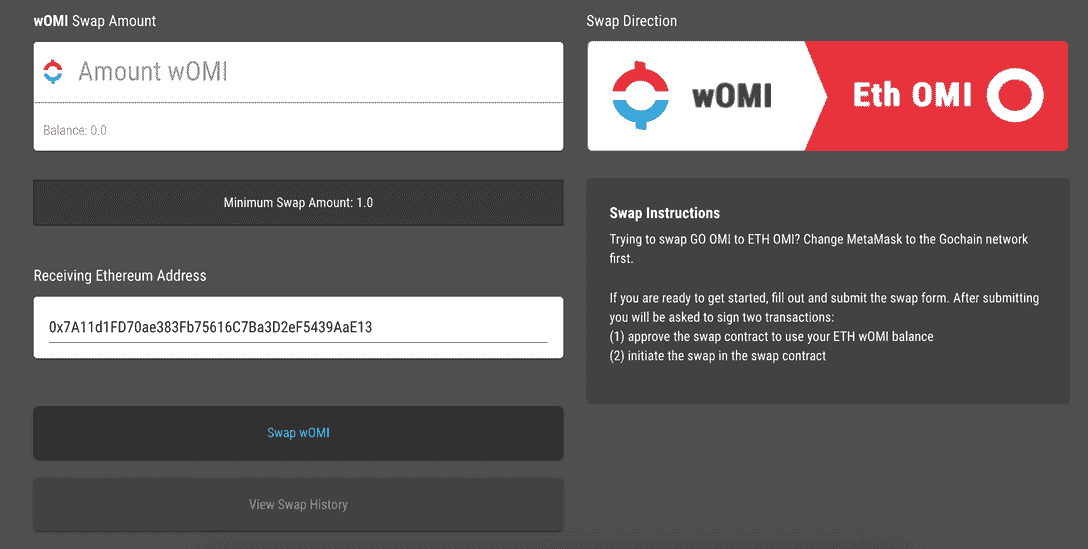 wOMI Swap Amount
Amount wOMI
Balance: 0.0
Minimum Swap Amount: 1.0
Receiving Ethereum Address
0x7A11d1FD70ae383Fb75616C7Ba3D2eF5439AaE13
Swap wOMI
View Swap History
Swap Direction
wOMI
Eth OMI
Swap Instructions
Trying to swap GO OMI to ETH OMI? Change MetaMask to the Gochain network
first.
If you are ready to get started, fill out and submit the swap form. After submitting
you will be asked to sign two transactions:
(1) approve the swap contract to use your ETH wOMI balance
(2) initiate the swap in the swap contract